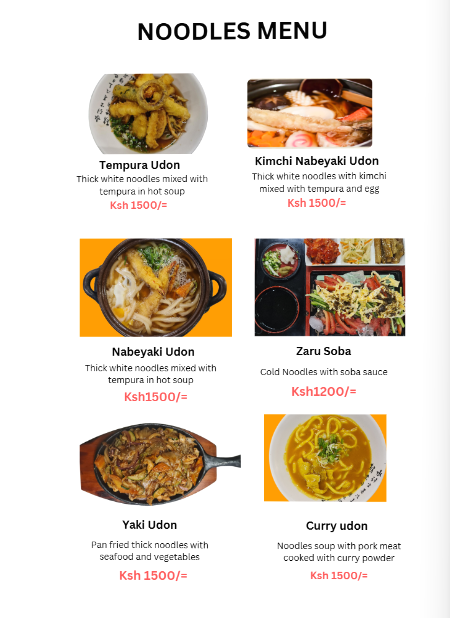 NOODLES MENU
Tempura Udon
Thick white noodles mixed with
tempura in hot soup
Ksh 1500/=
Kimchi Nabeyaki Udon
Thick white noodles with kimchi
mixed with tempura and egg
Ksh 1500/=
Nabeyaki Udon
Thick white noodles mixed with
tempura in hot soup
Ksh1500/=
Zaru Soba
Cold Noodles with soba sauce
Ksh1200/=
Yaki Udon
Pan fried thick noodles with
seafood and vegetables
Ksh 1500/=
Curry udon
Noodles soup with pork meat
cooked with curry powder
Ksh 1500/=